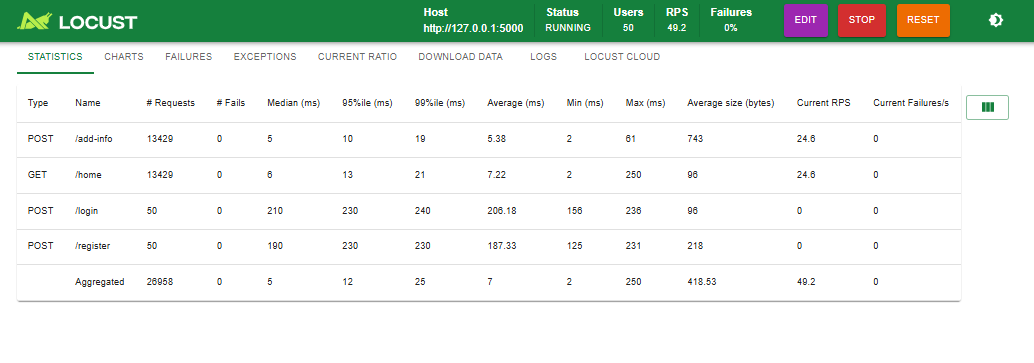 LOCUST
Host Status Users RPS Failures
http://127.0.0.1:5000 RUNNING 50 49.2 0%
EDIT STOP RESET
STATISTICS CHARTS FAILURES EXCEPTIONS CURRENT RATIO DOWNLOAD DATA LOGS LOCUST CLOUD
Type Name # Requests # Fails Median (ms) 95%ile (ms) 99%ile (ms) Average (ms) Min (ms) Max (ms) Average size (bytes) Current RPS Current Failures/s
POST /add-info 13429 0 5 10 19 5.38 2 61 743 24.6 0
GET /home 13429 0 6 13 21 7.22 2 250 96 24.6 0
POST /login 50 0 210 230 240 206.18 156 236 96 0 0
POST /register 50 0 190 230 230 187.33 125 231 218 0 0
Aggregated 26958 0 5 12 25 7 2 250 418.53 49.2 0